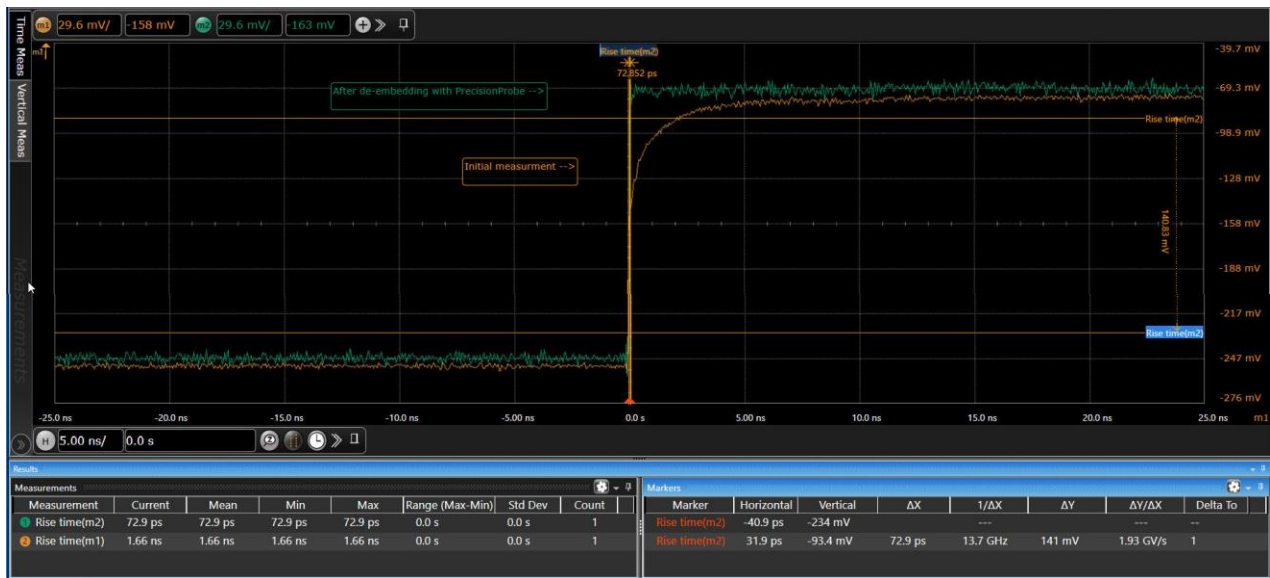 Time Meas
Vertical Meas
Measurements
m1 29.6 mV/ -158 mV m2 29.6 mV/ -163 mV
m1
Rise time(m2)
72.852 ps
After de-embedding with PrecisionProbe -->
Initial measurment -->
Rise time(m2)
140.83 mV
Rise time(m2)
-39.7 mV
-69.3 mV
-98.9 mV
-128 mV
-158 mV
-188 mV
-217 mV
-247 mV
-276 mV
-25.0 ns -20.0 ns -15.0 ns -10.0 ns -5.00 ns 0.0 s 5.00 ns 10.0 ns 15.0 ns 20.0 ns 25.0 ns m1
H 5.00 ns/ 0.0 s
Results
Measurements
Measurement Current Mean Min Max Range (Max-Min) Std Dev Count
1 Rise time(m2) 72.9 ps 72.9 ps 72.9 ps 72.9 ps 0.0 s 0.0 s 1
2 Rise time(m1) 1.66 ns 1.66 ns 1.66 ns 1.66 ns 0.0 s 0.0 s 1
Markers
Marker Horizontal Vertical ΔX 1/ΔX ΔY ΔY/ΔX Delta To
Rise time(m2) -40.9 ps -234 mV --- --- --
Rise time(m2) 31.9 ps -93.4 mV 72.9 ps 13.7 GHz 141 mV 1.93 GV/s 1